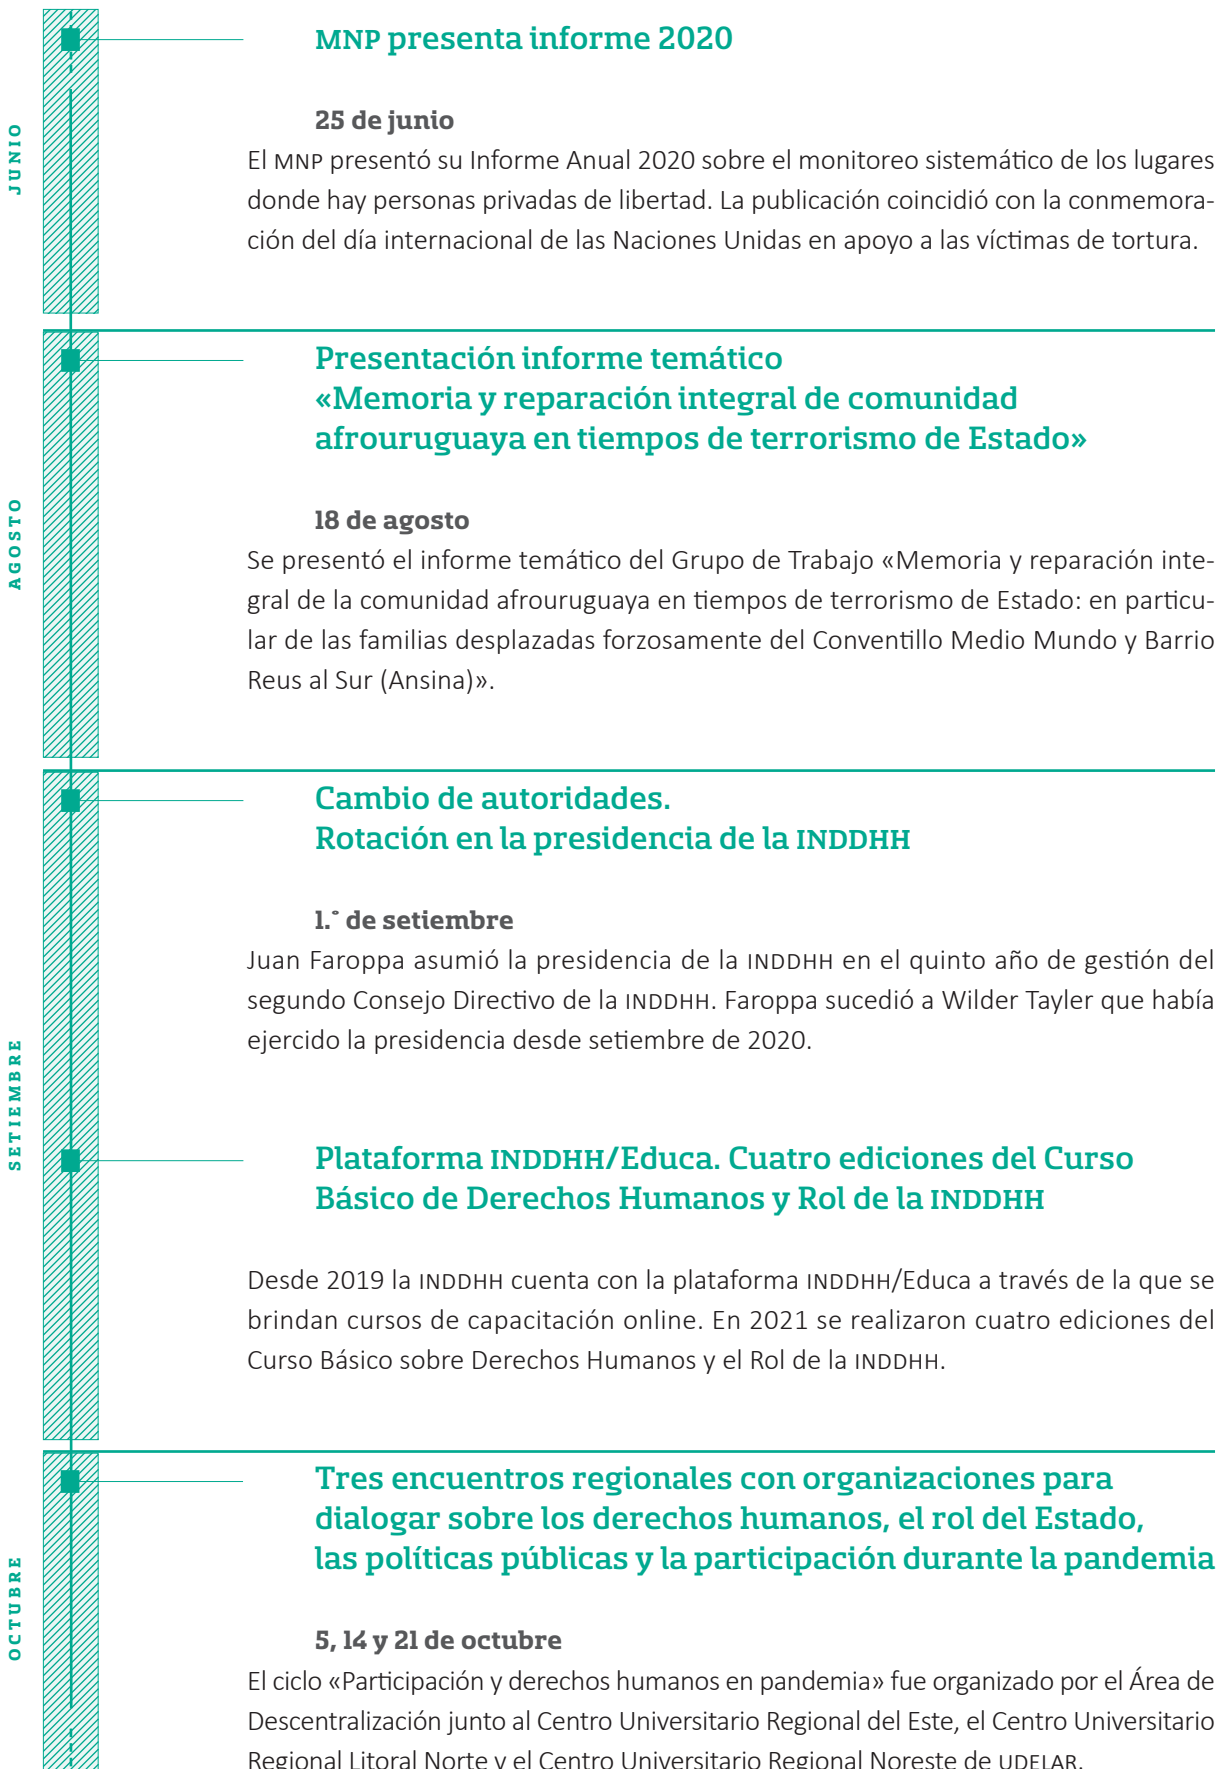 JUNIO
MNP presenta informe 2020
25 de junio
El MNP presentó su Informe Anual 2020 sobre el monitoreo sistemático de los lugares
donde hay personas privadas de libertad. La publicación coincidió con la conmemora-
ción del día internacional de las Naciones Unidas en apoyo a las víctimas de tortura.
AGOSTO
Presentación informe temático
«Memoria y reparación integral de comunidad
afrouruguaya en tiempos de terrorismo de Estado»
18 de agosto
Se presentó el informe temático del Grupo de Trabajo «Memoria y reparación inte-
gral de la comunidad afrouruguaya en tiempos de terrorismo de Estado: en particu-
lar de las familias desplazadas forzosamente del Conventillo Medio Mundo y Barrio
Reus al Sur (Ansina)».
SETIEMBRE
Cambio de autoridades.
Rotación en la presidencia de la INDDHH
1.° de setiembre
Juan Faroppa asumió la presidencia de la INDDHH en el quinto año de gestión del
segundo Consejo Directivo de la INDDHH. Faroppa sucedió a Wilder Tayler que había
ejercido la presidencia desde setiembre de 2020.
Plataforma INDDHH/Educa. Cuatro ediciones del Curso
Básico de Derechos Humanos y Rol de la INDDHH
Desde 2019 la INDDHH cuenta con la plataforma INDDHH/Educa a través de la que se
brindan cursos de capacitación online. En 2021 se realizaron cuatro ediciones del
Curso Básico sobre Derechos Humanos y el Rol de la INDDHH.
OCTUBRE
Tres encuentros regionales con organizaciones para
dialogar sobre los derechos humanos, el rol del Estado,
las políticas públicas y la participación durante la pandemia
5, 14 y 21 de octubre
El ciclo «Participación y derechos humanos en pandemia» fue organizado por el Área de
Descentralización junto al Centro Universitario Regional del Este, el Centro Universitario
Regional Litoral Norte y el Centro Universitario Regional Noreste de UDELAR.